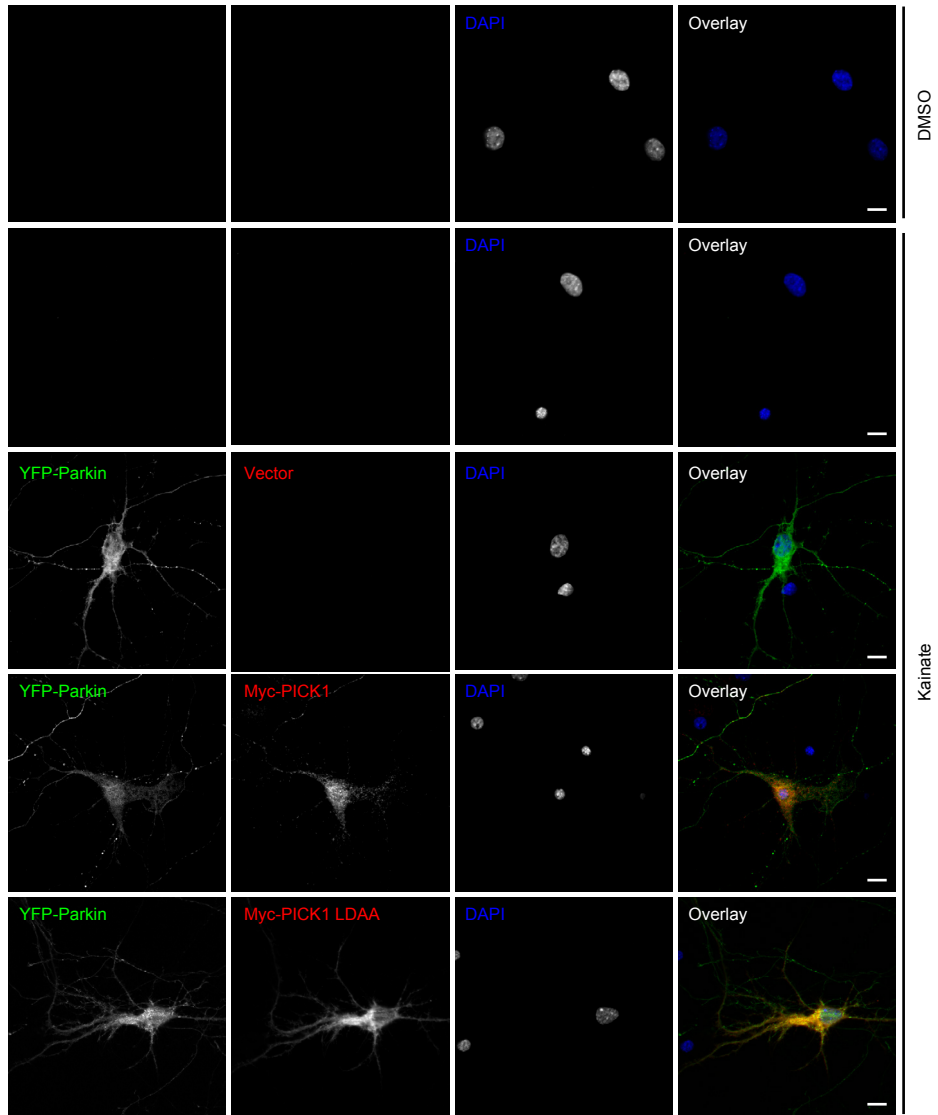 DAPI
Overlay
DMSO
DAPI
Overlay
YFP-Parkin
Vector
DAPI
Overlay
YFP-Parkin
Myc-PICK1
DAPI
Overlay
YFP-Parkin
Myc-PICK1 LDAA
DAPI
Overlay
Kainate